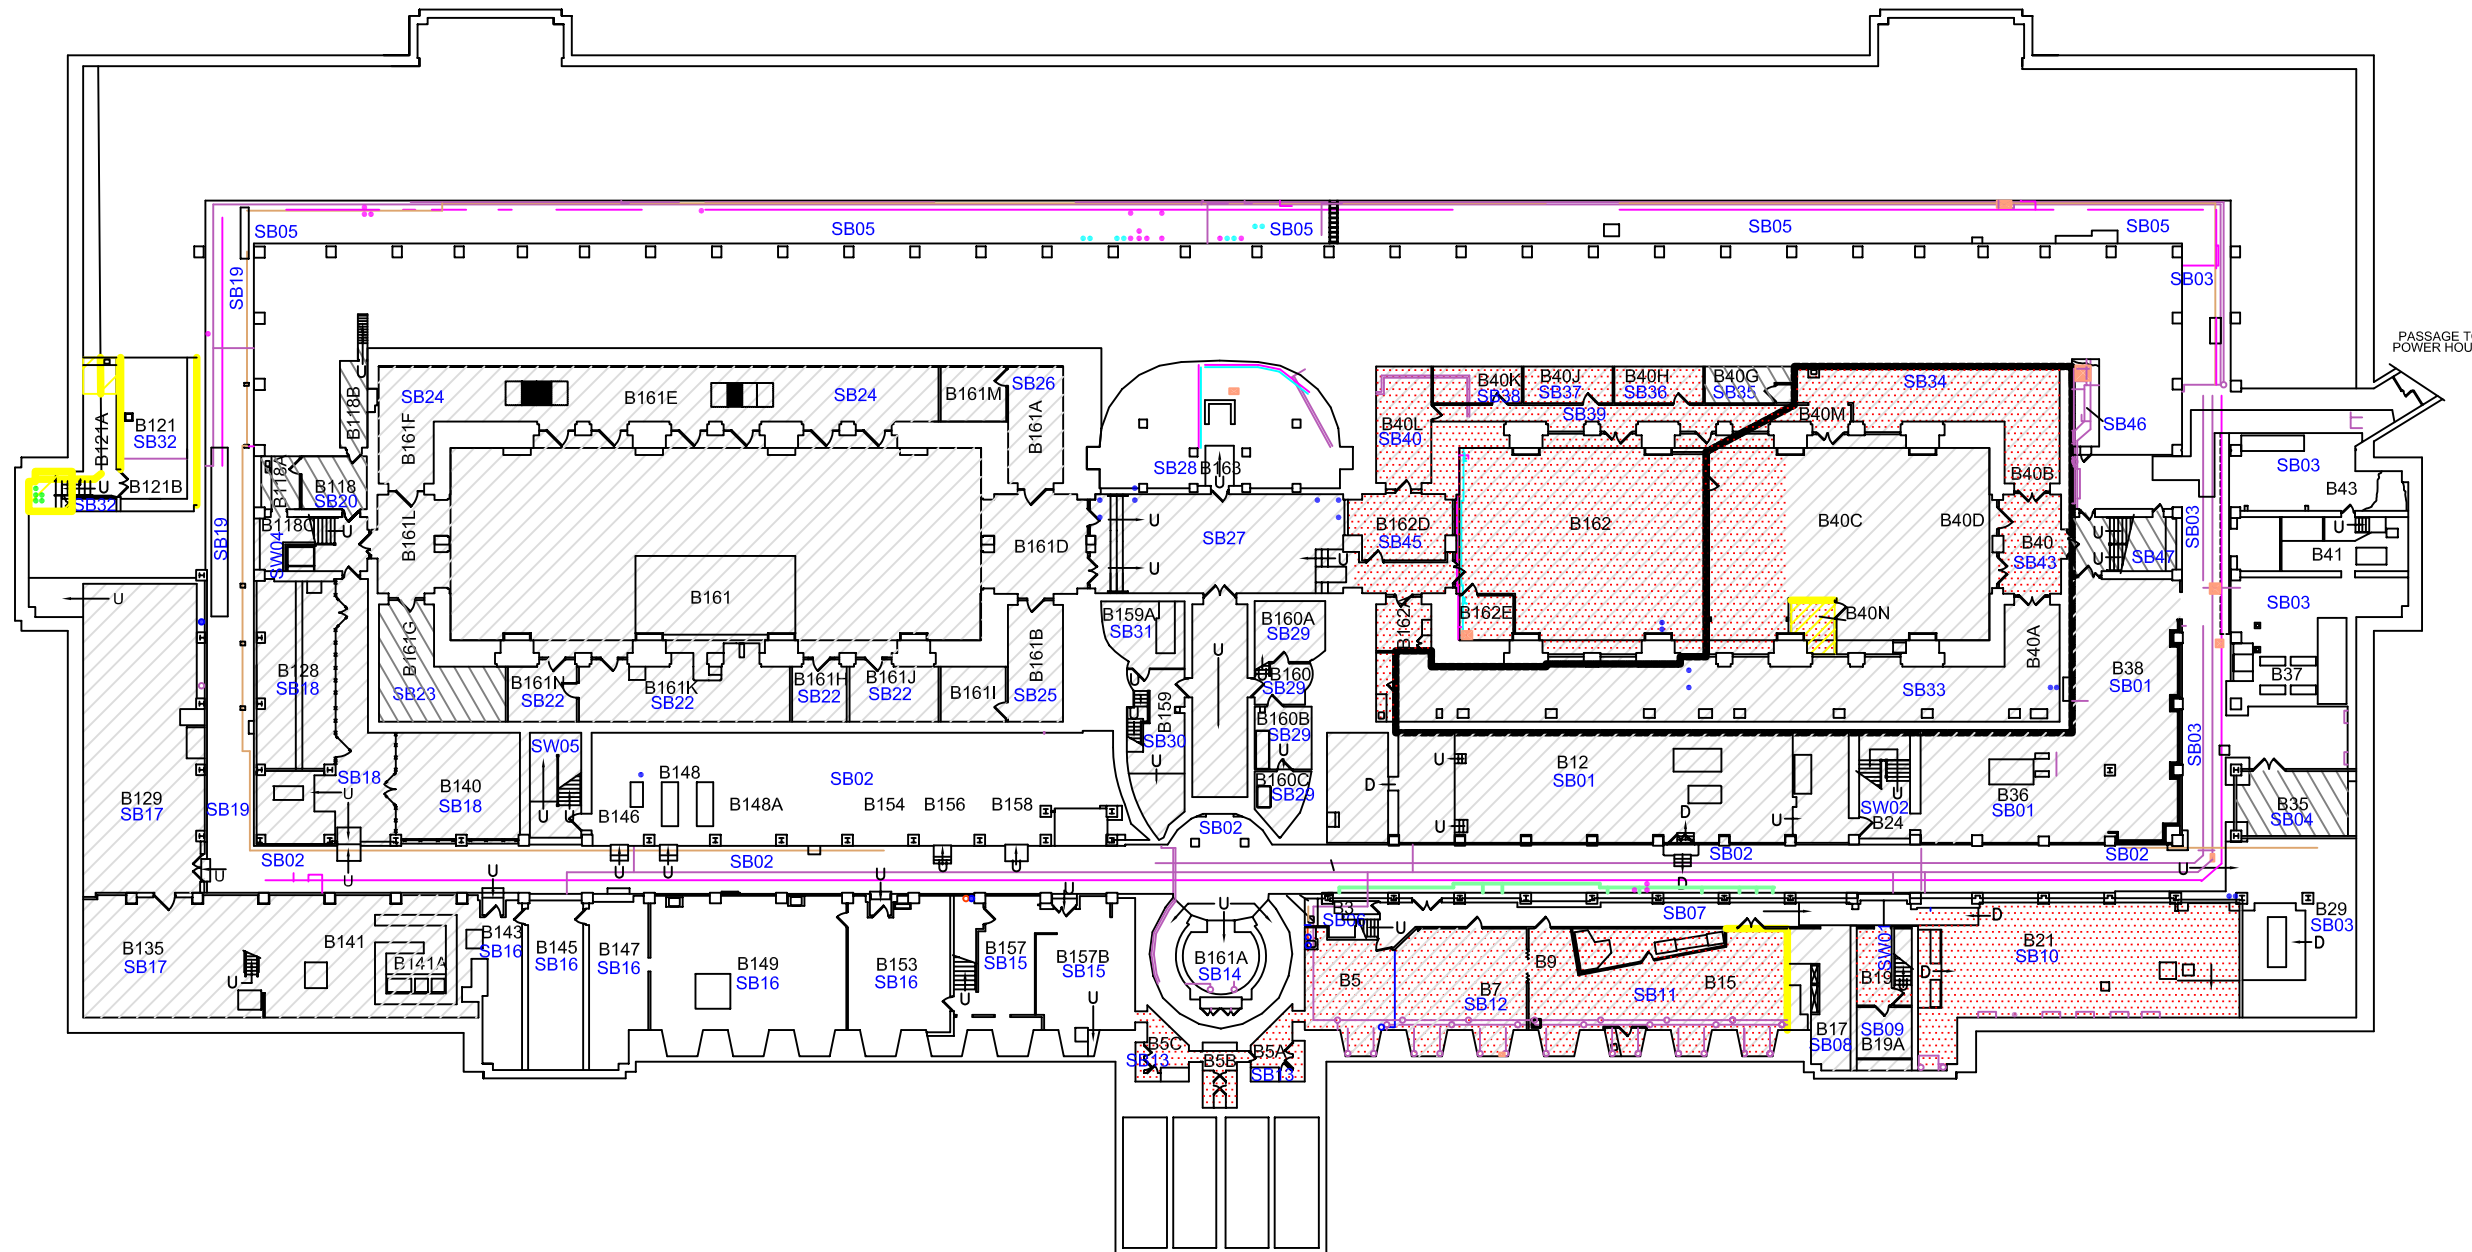 SB05
SB05
SB05
SB05
SB05
SB19
SB03
PASSAGE T
POWER HOU
U
B118B
SB24
B161F
B161E
SB24
B161M
SB26
B161A
B40K
SB38
B40J
SB37
B40H
SB36
B40G
SB35
SB34
SB39
B40M
B40L
SB40
SB46
B121A
B121
SB32
U
B121B
SB32
B118A
B118
SB20
B118C
U
SW04
SB19
B161L
SB28
B163
U
U
SB27
U
U
B161D
B162D
SB45
B162
B40C
B40D
B40B
B40
SB43
U
U
SB47
SB03
SB03
B43
U
B41
SB03
U
B161
B159A
SB31
B160A
SB29
B162A
B162E
B40N
B40A
B161G
SB23
B128
SB18
B161N
SB22
B161K
SB22
B161H
SB22
B161J
SB22
B161I
B161B
SB25
U
U
B159
U
SB30
U
B160
SB29
B160B
SB29
U
B160C
SB29
SB33
B38
SB01
B37
SB03
SW05
U
U
SB18
U
U
B140
SB18
B148
SB02
B146
B148A
B154
B156
B158
D
U
U
B12
SB01
D
U
SW02
U
B24
B36
SB01
B35
SB04
B129
SB17
SB19
SB02
U
U
U
SB02
U
U
U
U
U
U
U
SB02
SB02
D
SB02
U
B135
SB17
B141
U
B141A
B143
SB16
B145
SB16
B147
SB16
B149
SB16
B153
SB16
U
B157
SB15
B157B
SB15
U
U
B161A
SB14
B3
SB06
U
SB07
B5
B7
SB12
B9
SB11
B15
SW01
B19
D
D
B21
SB10
B29
SB03
D
B17
SB08
SB09
B19A
B5C
SB13
B5B
B5A
SB13